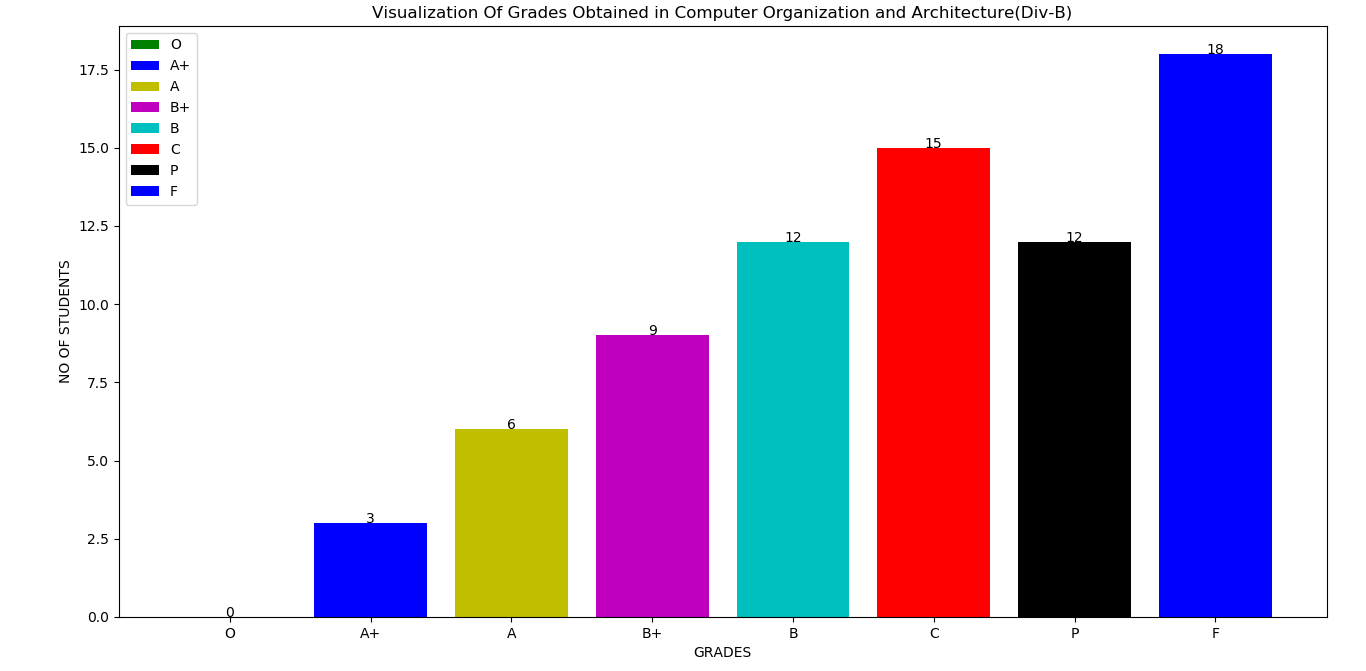 Visualization Of Grades Obtained in Computer Organization and Architecture(Div-B)
O
A+
A
B+
B
C
P
F
NO OF STUDENTS
17.5
15.0
12.5
10.0
7.5
5.0
2.5
0.0
0
3
6
9
12
15
12
18
O A+ A B+ B C P F
GRADES